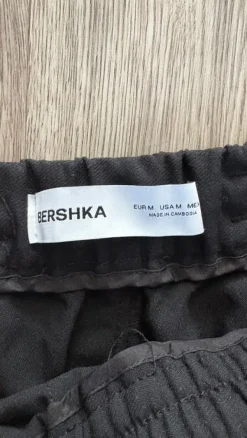 BERSHKA
EUR M. USA M MEX
MADE IN CAMBODIA